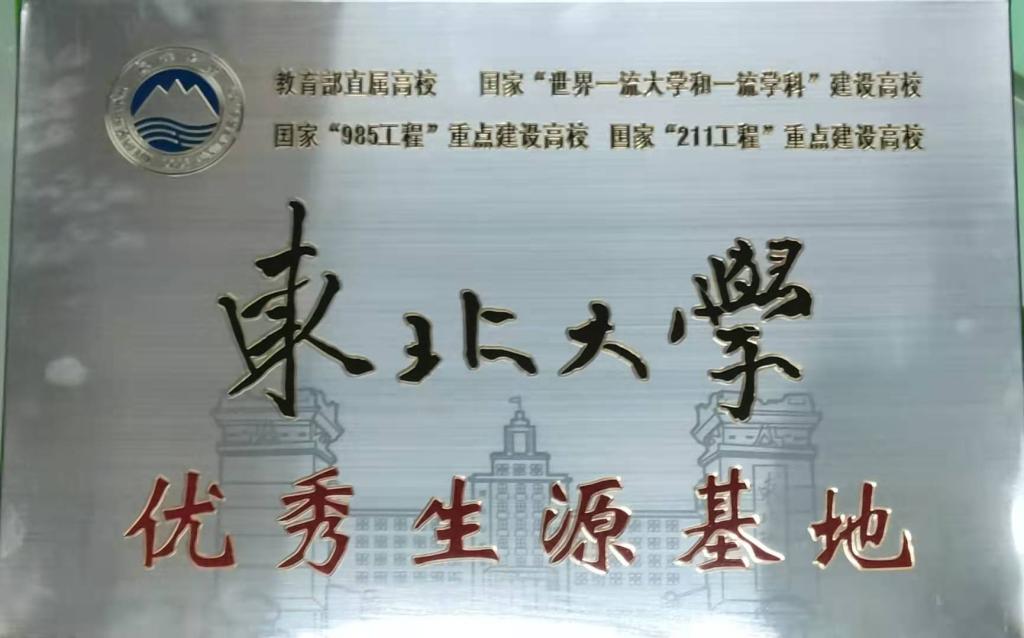 教育部直属高校 国家“世界一流大学和一流学科”建设高校
国家“985工程”重点建设高校 国家“211工程”重点建设高校
東北大學
优秀生源基地